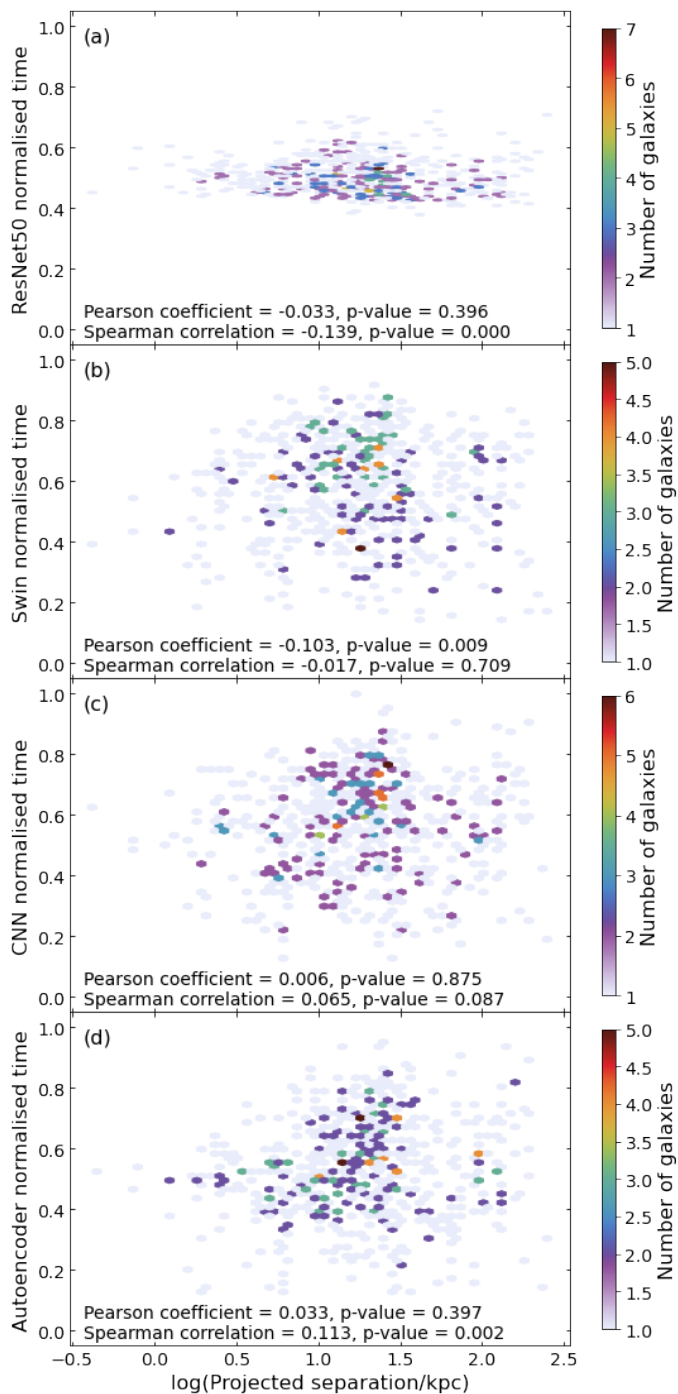 (a)
ResNet50 normalised time
1.0
0.8
0.6
0.4
0.2
0.0
Pearson coefficient = -0.033, p-value = 0.396
Spearman correlation = -0.139, p-value = 0.000
7
6
5
4
3
2
1
Number of galaxies
(b)
Swin normalised time
1.0
0.8
0.6
0.4
0.2
0.0
Pearson coefficient = -0.103, p-value = 0.009
Spearman correlation = -0.017, p-value = 0.709
5.0
4.5
4.0
3.5
3.0
2.5
2.0
1.5
1.0
Number of galaxies
(c)
CNN normalised time
1.0
0.8
0.6
0.4
0.2
0.0
Pearson coefficient = 0.006, p-value = 0.875
Spearman correlation = 0.065, p-value = 0.087
6
5
4
3
2
1
Number of galaxies
(d)
Autoencoder normalised time
1.0
0.8
0.6
0.4
0.2
0.0
Pearson coefficient = 0.033, p-value = 0.397
Spearman correlation = 0.113, p-value = 0.002
5.0
4.5
4.0
3.5
3.0
2.5
2.0
1.5
1.0
Number of galaxies
−0.5 0.0 0.5 1.0 1.5 2.0 2.5
log(Projected separation/kpc)